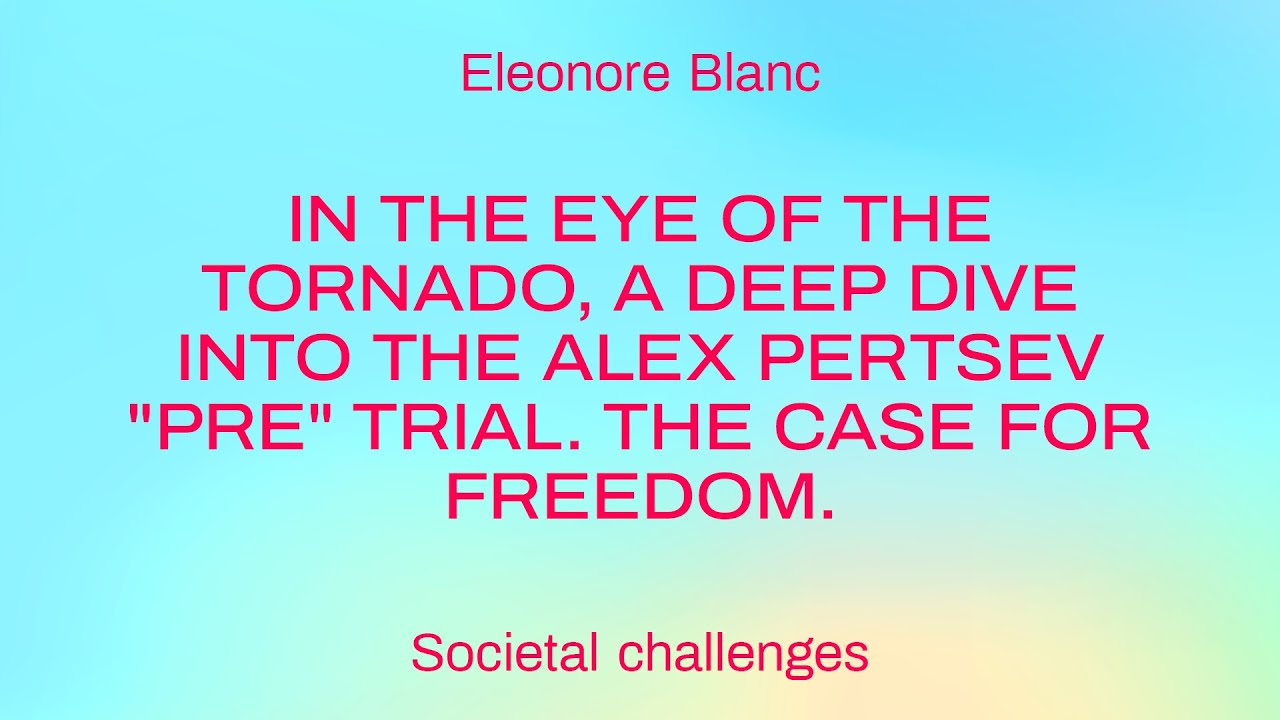 Eleonore Blanc
IN THE EYE OF THE
TORNADO, A DEEP DIVE
INTO THE ALEX PERTSEV
"PRE" TRIAL. THE CASE FOR
FREEDOM.
Societal challenges